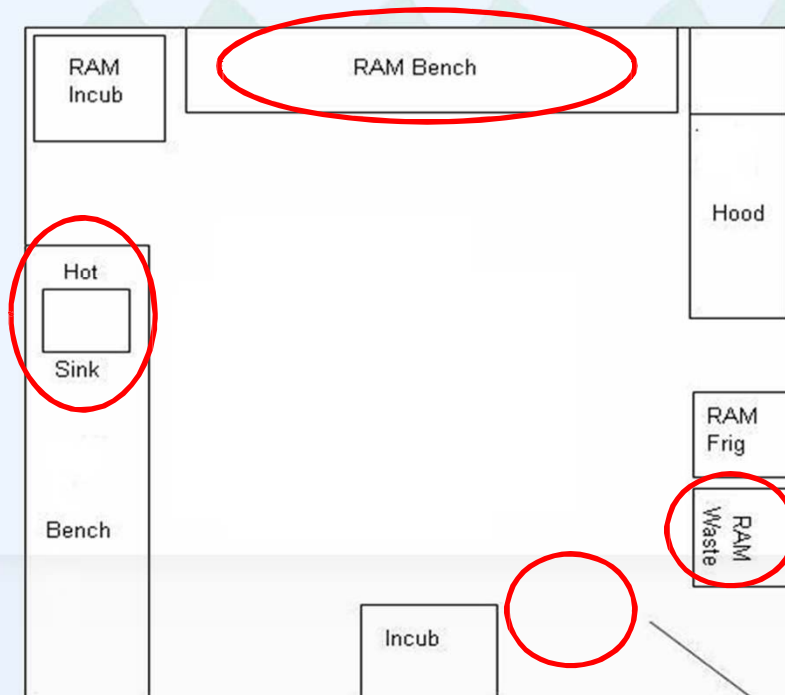 RAM
Incub
RAM Bench
Hood
Hot
Sink
RAM
Frig
RAM
Waste
Bench
Incub